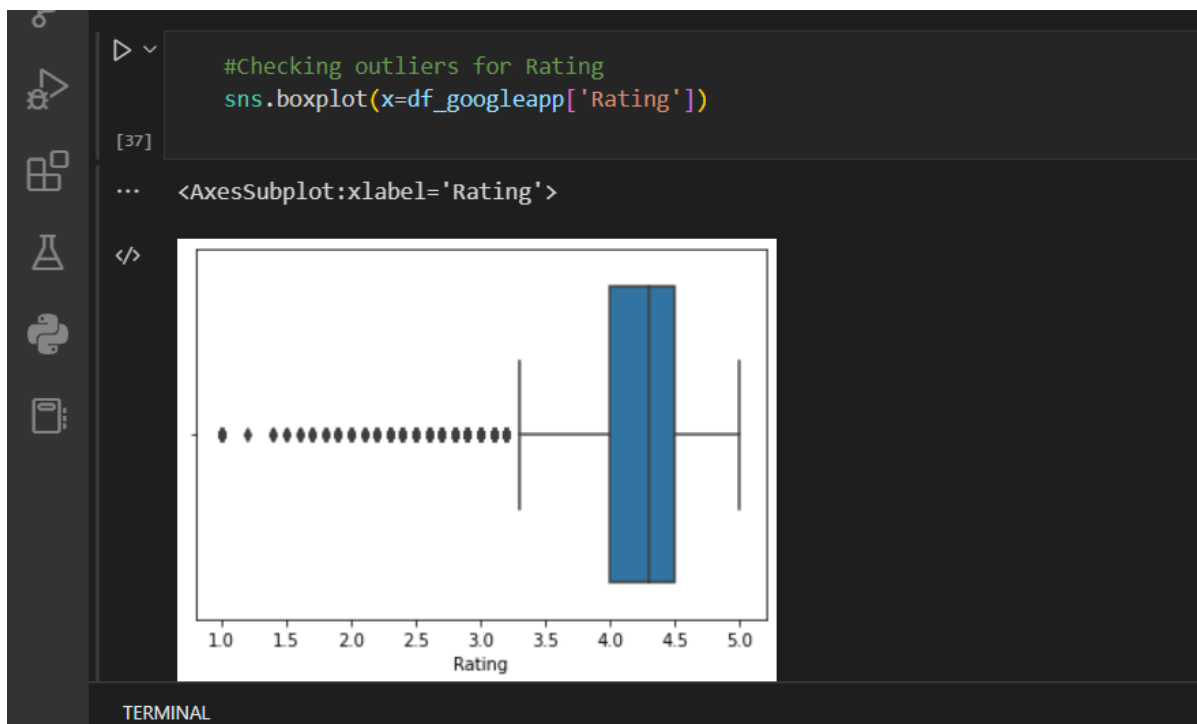 #Checking outliers for Rating
sns.boxplot(x=df_googleapp['Rating'])
[37]
... <AxesSubplot:xlabel='Rating'>
</>
1.0 1.5 2.0 2.5 3.0 3.5 4.0 4.5 5.0
Rating
TERMINAL